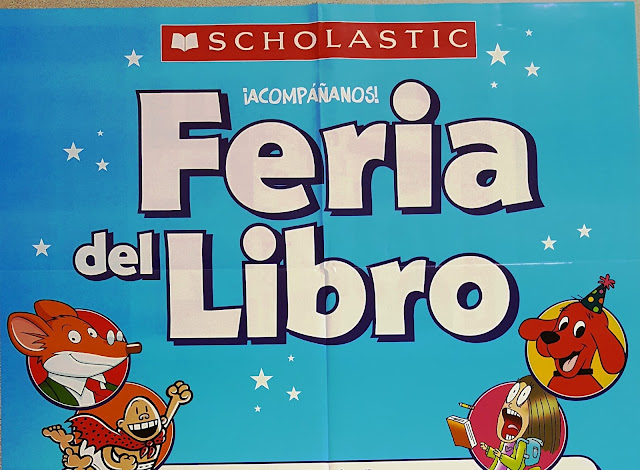 SCHOLASTIC
¡ACOMPÁÑANOS!
Feria
del Libro